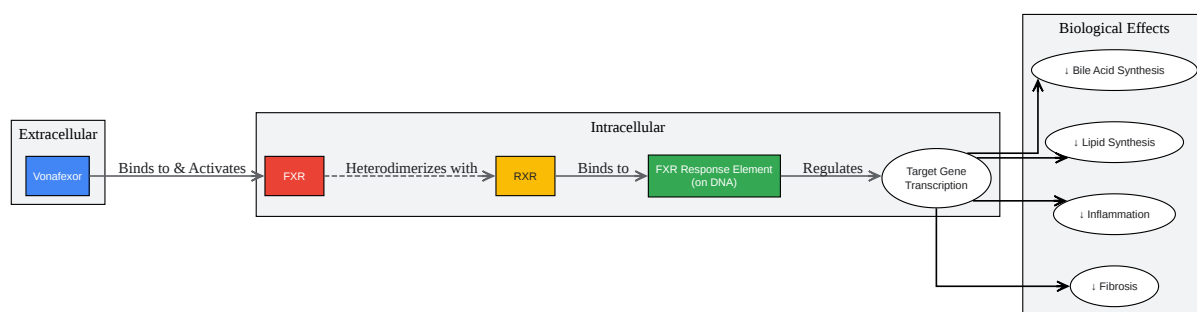 Extracellular
Vonafexor
Binds to & Activates
Intracellular
FXR
Heterodimerizes with
RXR
Binds to
FXR Response Element
(on DNA)
Regulates
Target Gene
Transcription
Biological Effects
↓ Bile Acid Synthesis
↓ Lipid Synthesis
↓ Inflammation
↓ Fibrosis